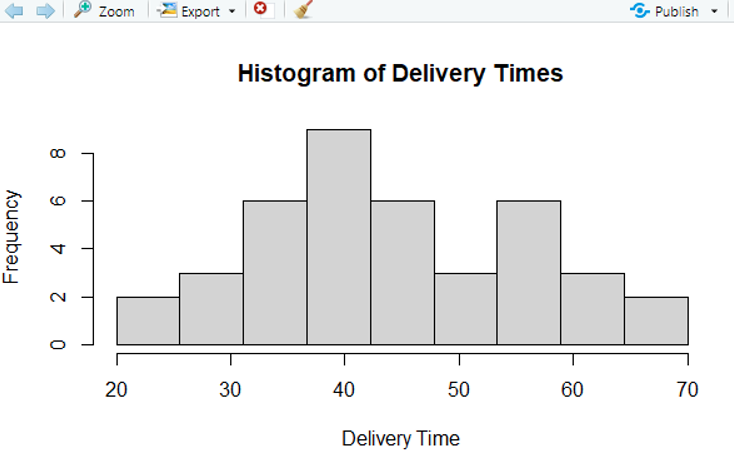 Zoom Export Publish
Histogram of Delivery Times
Frequency
0 2 4 6 8
20 30 40 50 60 70
Delivery Time